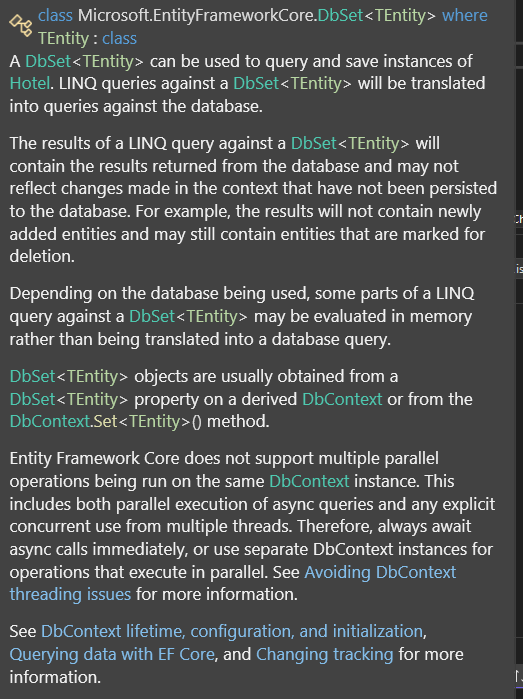 class Microsoft.EntityFrameworkCore.DbSet<TEntity> where
TEntity : class
A DbSet<TEntity> can be used to query and save instances of
Hotel. LINQ queries against a DbSet<TEntity> will be translated
into queries against the database.
The results of a LINQ query against a DbSet<TEntity> will
contain the results returned from the database and may not
reflect changes made in the context that have not been persisted
to the database. For example, the results will not contain newly
added entities and may still contain entities that are marked for
deletion.
Depending on the database being used, some parts of a LINQ
query against a DbSet<TEntity> may be evaluated in memory
rather than being translated into a database query.
DbSet<TEntity> objects are usually obtained from a
DbSet<TEntity> property on a derived DbContext or from the
DbContext.Set<TEntity>() method.
Entity Framework Core does not support multiple parallel
operations being run on the same DbContext instance. This
includes both parallel execution of async queries and any explicit
concurrent use from multiple threads. Therefore, always await
async calls immediately, or use separate DbContext instances for
operations that execute in parallel. See Avoiding DbContext
threading issues for more information.
See DbContext lifetime, configuration, and initialization,
Querying data with EF Core, and Changing tracking for more
information.